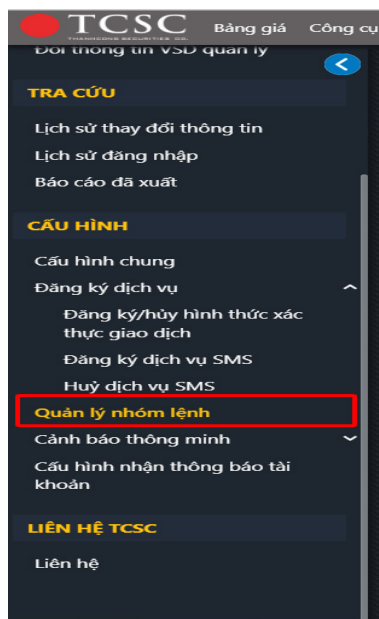 TCSC Bảng giá Công cụ
THANHCONG SECURITIES CO.
Đổi thông tin VSD quản lý
TRA CỨU
Lịch sử thay đổi thông tin
Lịch sử đăng nhập
Báo cáo đã xuất
CẤU HÌNH
Cấu hình chung
Đăng ký dịch vụ
Đăng ký/hủy hình thức xác
thực giao dịch
Đăng ký dịch vụ SMS
Huỷ dịch vụ SMS
Quản lý nhóm lệnh
Cảnh báo thông minh
Cấu hình nhận thông báo tài
khoản
LIÊN HỆ TCSC
Liên hệ